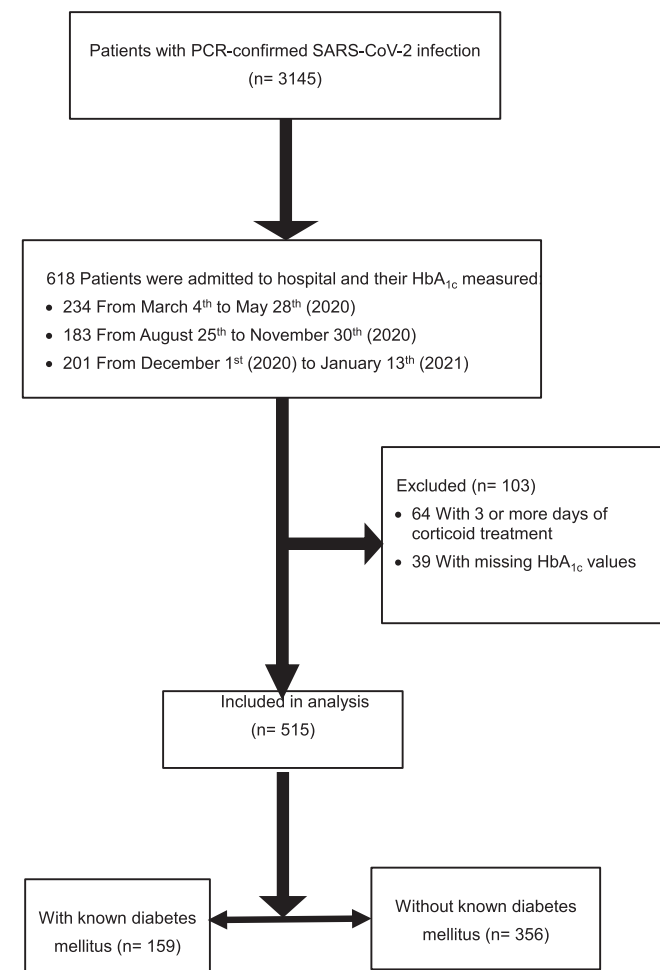 Patients with PCR-confirmed SARS-CoV-2 infection
(n= 3145)
618 Patients were admitted to hospital and their HbA1c measured:
• 234 From March 4th to May 28th (2020)
• 183 From August 25th to November 30th (2020)
• 201 From December 1st (2020) to January 13th (2021)
Excluded (n= 103)
• 64 With 3 or more days of
corticoid treatment
• 39 With missing HbA1c values
Included in analysis
(n= 515)
With known diabetes
mellitus (n= 159)
Without known diabetes
mellitus (n= 356)